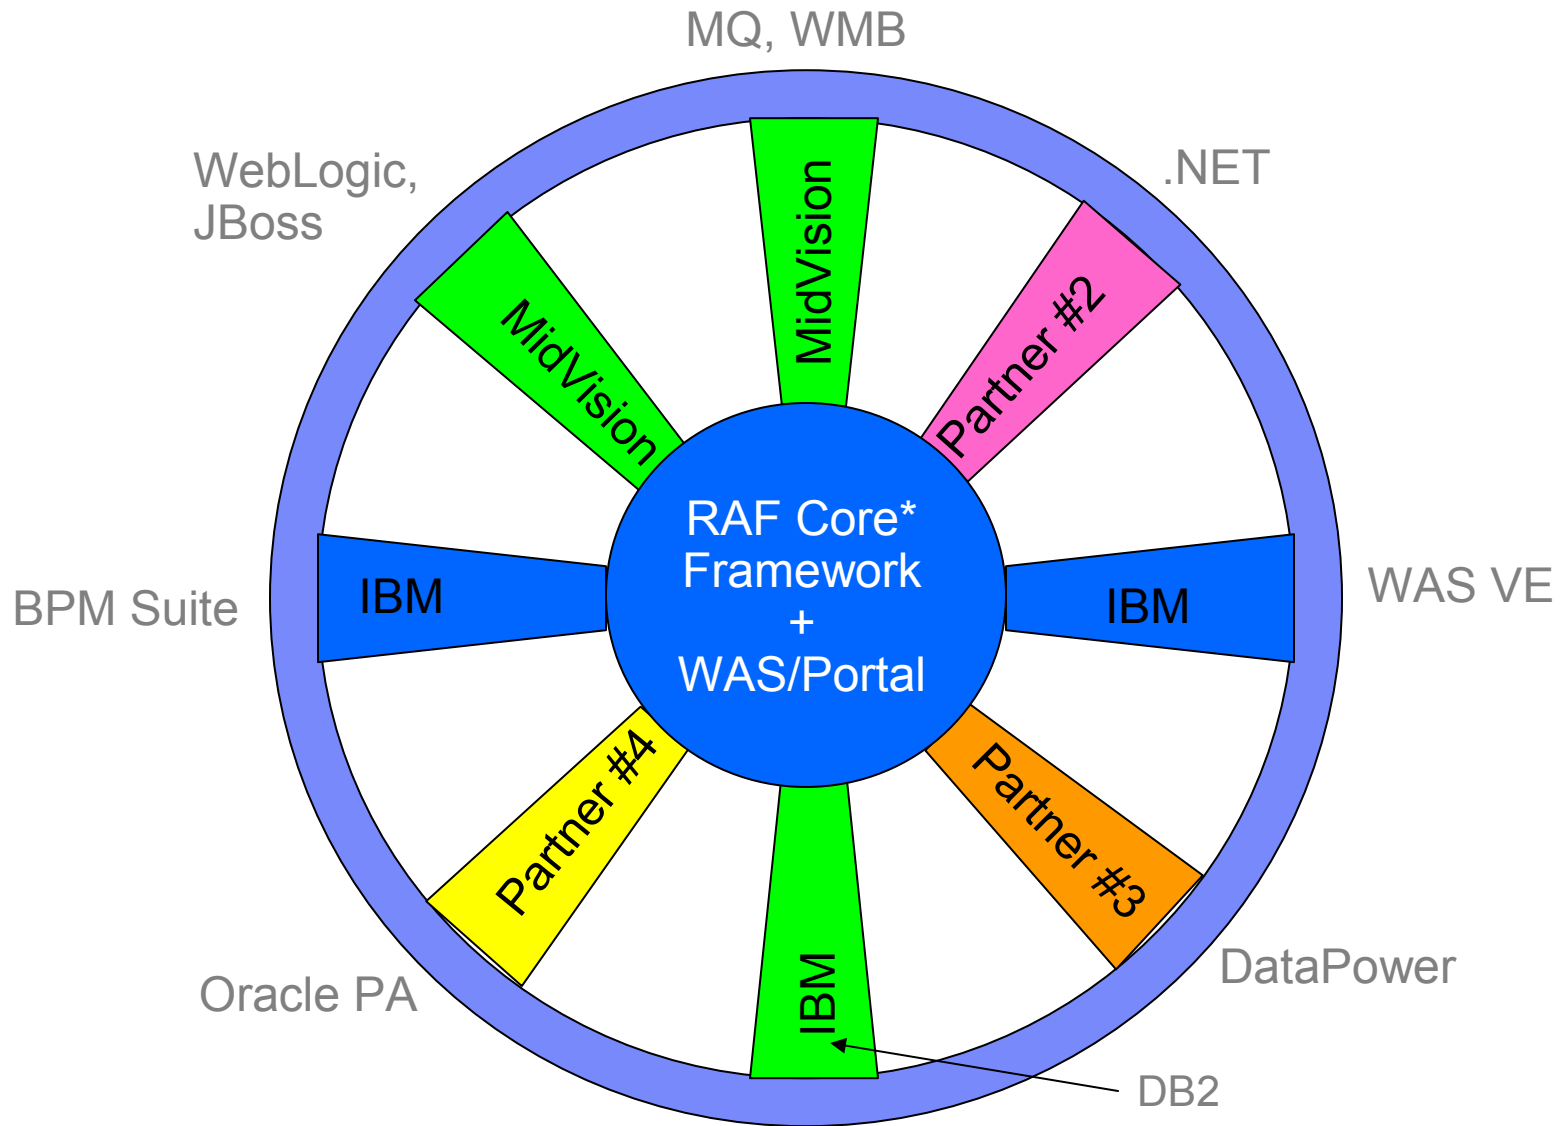 MQ, WMB
WebLogic,
JBoss
.NET
MidVision
MidVision
Partner #2
RAF Core*
Framework
+
WAS/Portal
BPM Suite
IBM
IBM
WAS VE
Partner #4
Partner #3
IBM
Oracle PA
DataPower
DB2